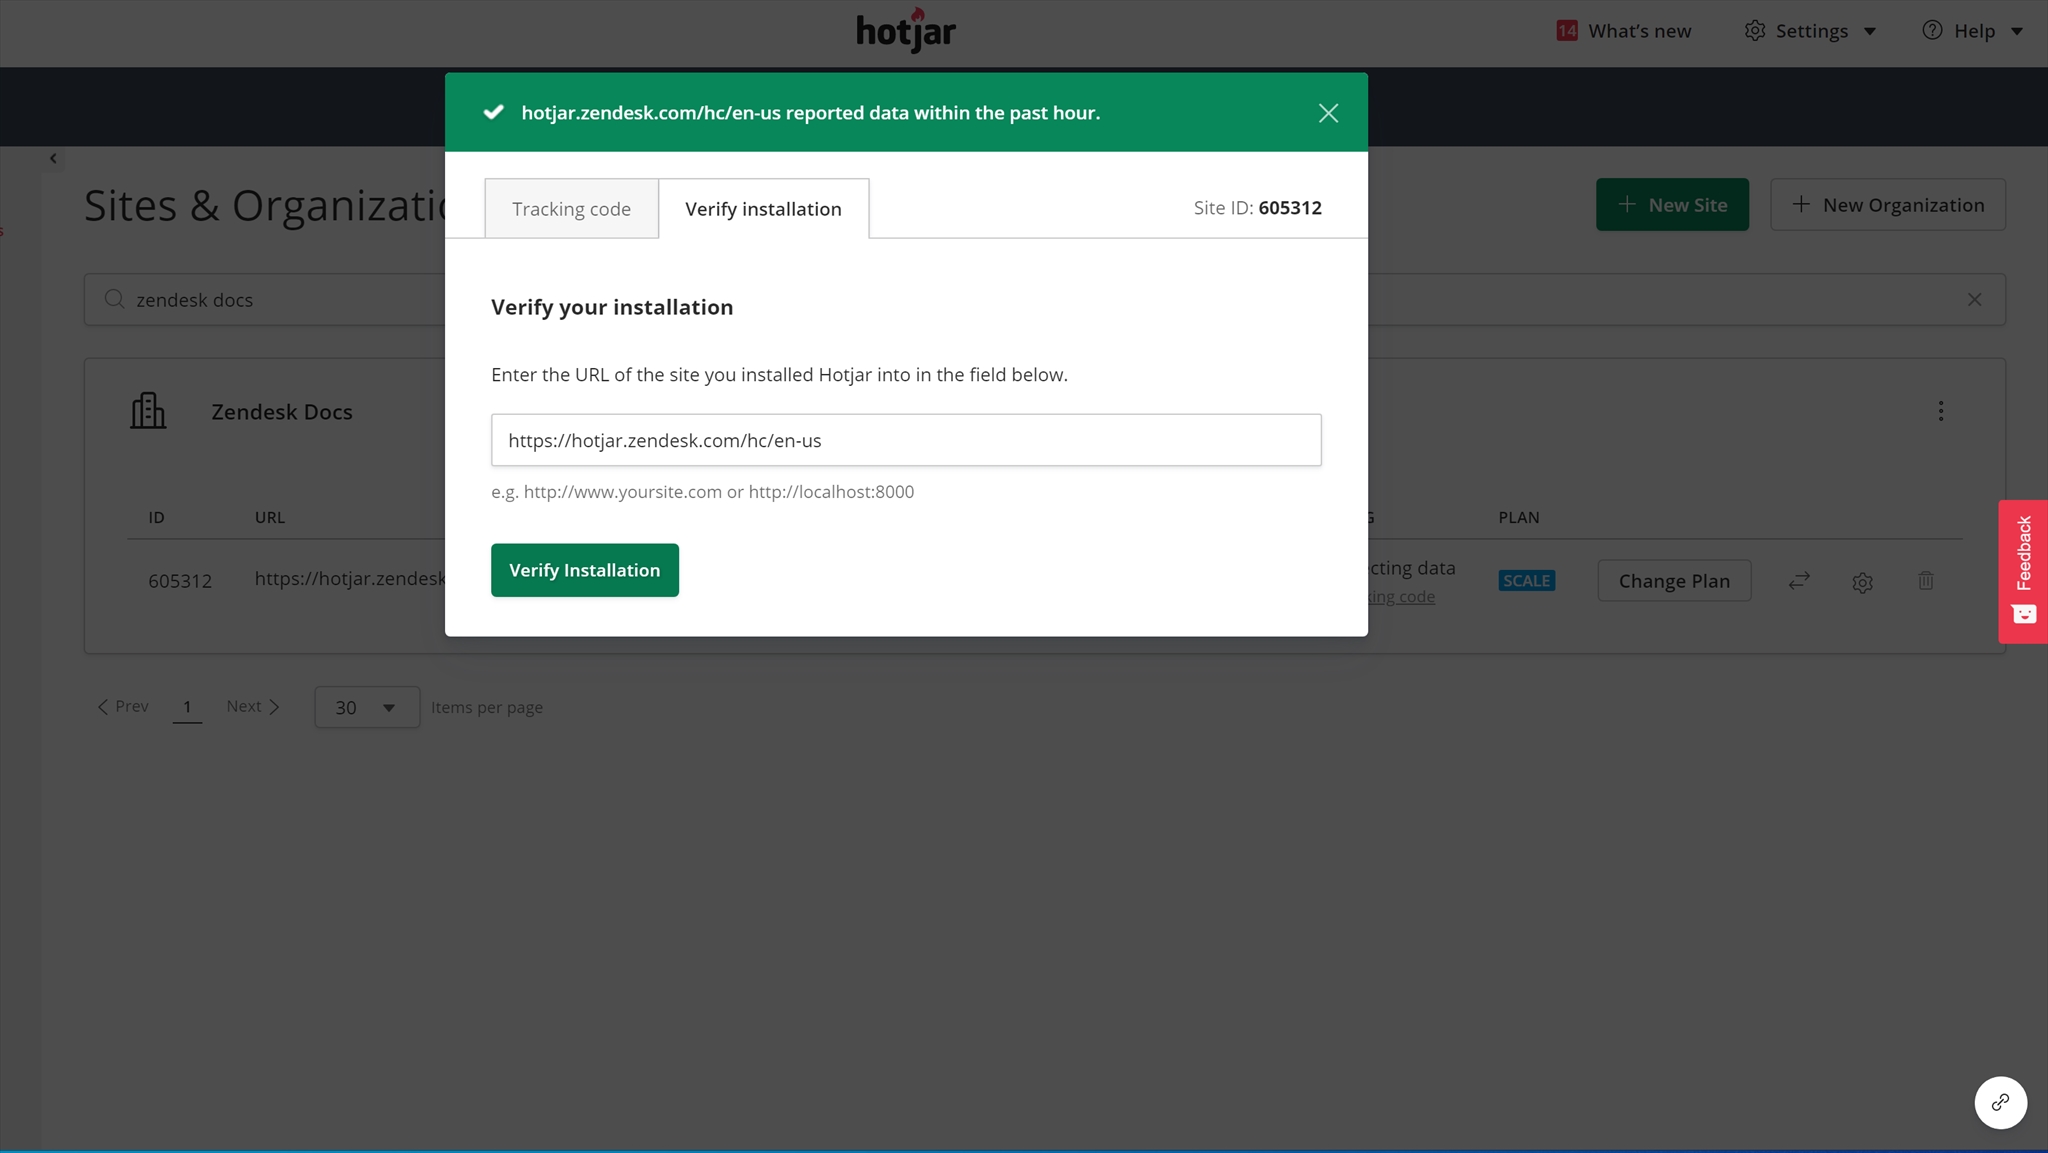 hotjar
14 What's new
Settings
Help
hotjar.zendesk.com/hc/en-us reported data within the past hour.
Tracking code
Verify installation
Site ID: 605312
Sites & Organizatio
New Site
New Organization
zendesk docs
Verify your installation
Enter the URL of the site you installed Hotjar into in the field below.
https://hotjar.zendesk.com/hc/en-us
e.g. http://www.yoursite.com or http://localhost:8000
Verify Installation
Zendesk Docs
ID URL G PLAN
605312 https://hotjar.zendesk ecting data SCALE Change Plan
king code
Feedback
Prev 1 Next 30 Items per page